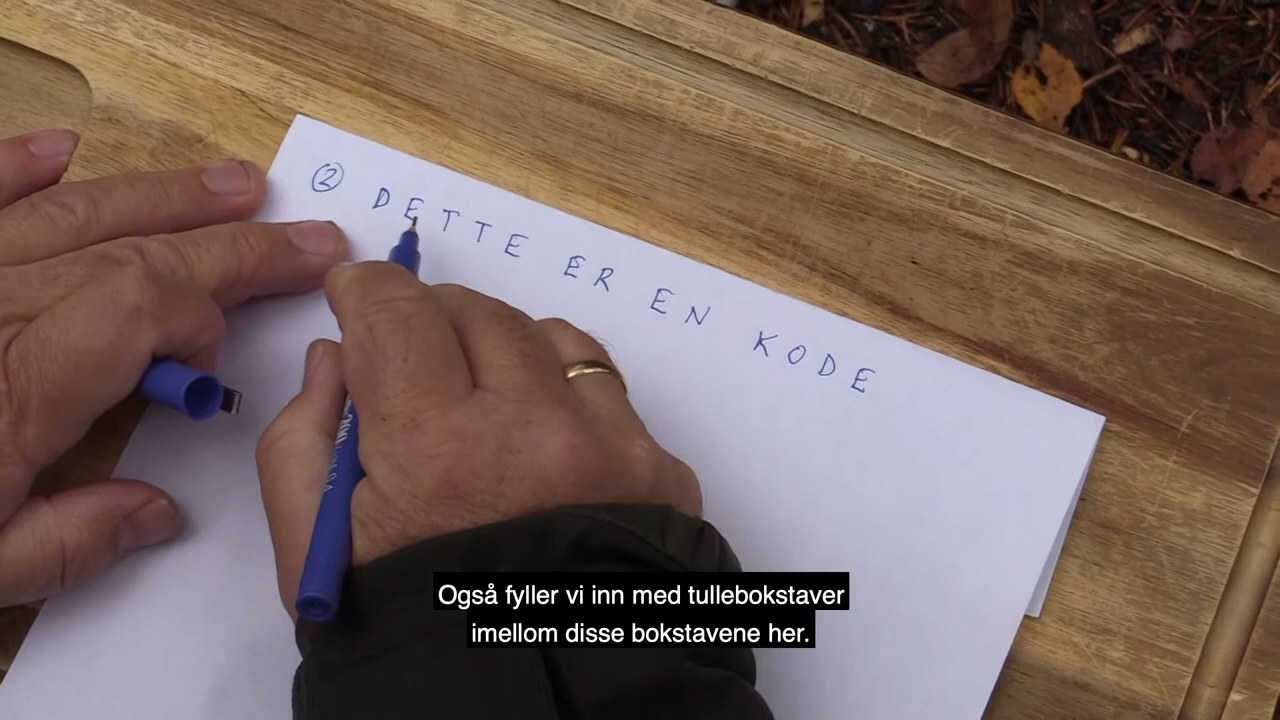 ② DETTE ER EN KODE
Også fyller vi inn med tullebokstaver
imellom disse bokstavene her.